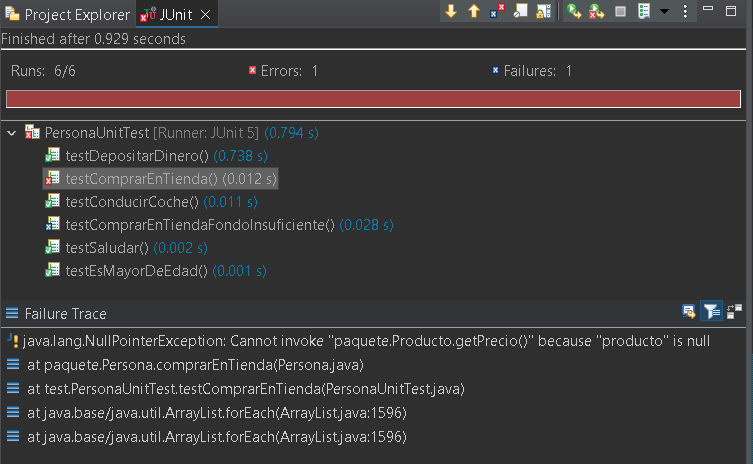 Project Explorer JUnit
Finished after 0.929 seconds
Runs: 6/6 Errors: 1 Failures: 1
PersonaUnitTest [Runner: JUnit 5] (0.794 s)
testDepositarDinero() (0.738 s)
testComprarEnTienda() (0.012 s)
testConducirCoche() (0.011 s)
testComprarEnTiendaFondoInsuficiente() (0.028 s)
testSaludar() (0.002 s)
testEsMayorDeEdad() (0.001 s)
Failure Trace
java.lang.NullPointerException: Cannot invoke "paquete.Producto.getPrecio()" because "producto" is null
at paquete.Persona.comprarEnTienda(Persona.java)
at test.PersonaUnitTest.testComprarEnTienda(PersonaUnitTest.java)
at java.base/java.util.ArrayList.forEach(ArrayList.java:1596)
at java.base/java.util.ArrayList.forEach(ArrayList.java:1596)